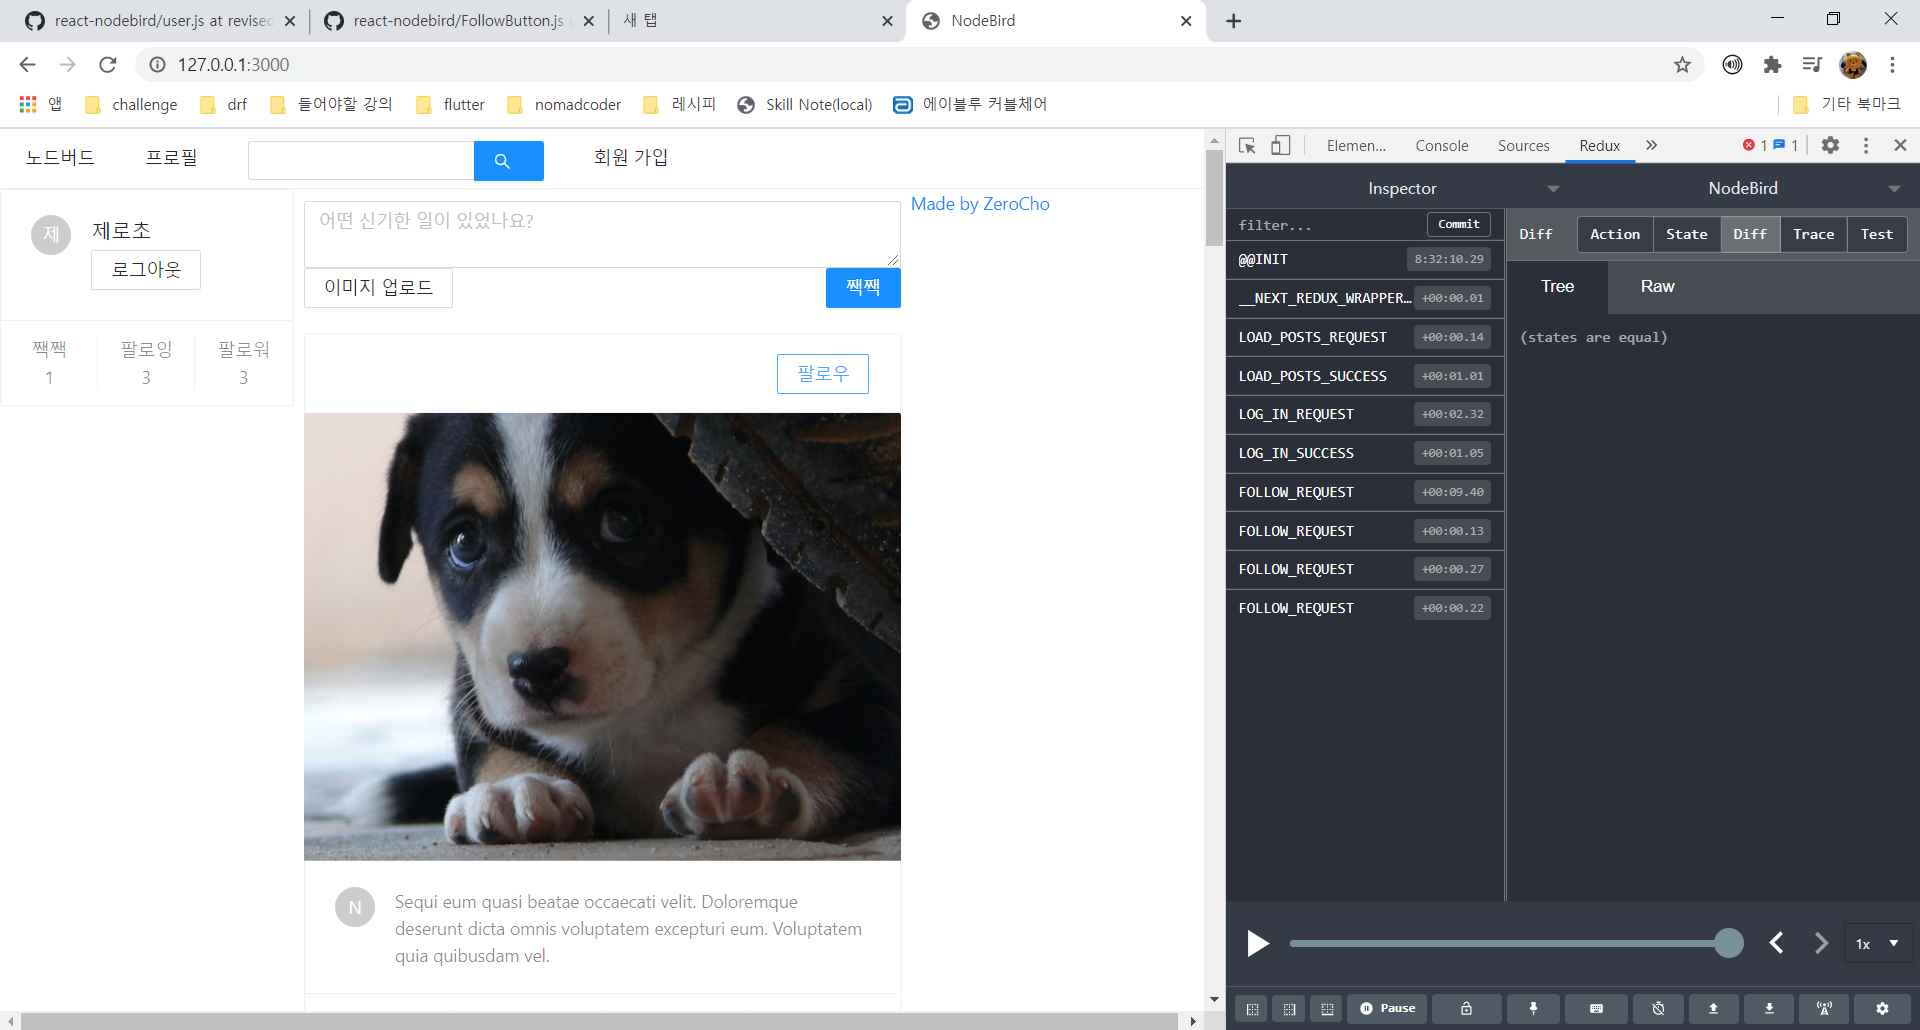 react-nodebird/user.js at revised
react-nodebird/FollowButton.js
새 탭
NodeBird
127.0.0.1:3000
앱
challenge
drf
들어야할 강의
flutter
nomadcoder
레시피
Skill Note(local)
에이블루 커블체어
기타 북마크
노드버드
프로필
회원 가입
제
제로초
로그아웃
짹짹
팔로잉
팔로워
1
3
3
어떤 신기한 일이 있었나요?
이미지 업로드
짹짹
Made by ZeroCho
팔로우
N
Sequi eum quasi beatae occaecati velit. Doloremque
deserunt dicta omnis voluptatem excepturi eum. Voluptatem
quia quibusdam vel.
Elemen...
Console
Sources
Redux
1
1
Inspector
NodeBird
filter...
Commit
Diff
Action
State
Diff
Trace
Test
@@INIT 8:32:10.29
__NEXT_REDUX_WRAPPER... +00:00.01
LOAD_POSTS_REQUEST +00:00.14
LOAD_POSTS_SUCCESS +00:01.01
LOG_IN_REQUEST +00:02.32
LOG_IN_SUCCESS +00:01.05
FOLLOW_REQUEST +00:09.40
FOLLOW_REQUEST +00:00.13
FOLLOW_REQUEST +00:00.27
FOLLOW_REQUEST +00:00.22
Tree
Raw
(states are equal)
1x
Pause